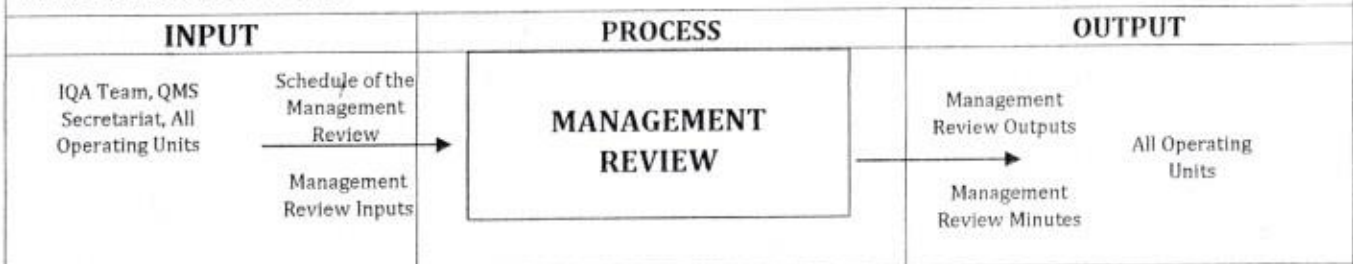 INPUT
PROCESS
OUTPUT
IQA Team, QMS
Secretariat, All
Operating Units
Schedule of the
Management
Review
Management
Review Inputs
MANAGEMENT
REVIEW
Management
Review Outputs
Management
Review Minutes
All Operating
Units